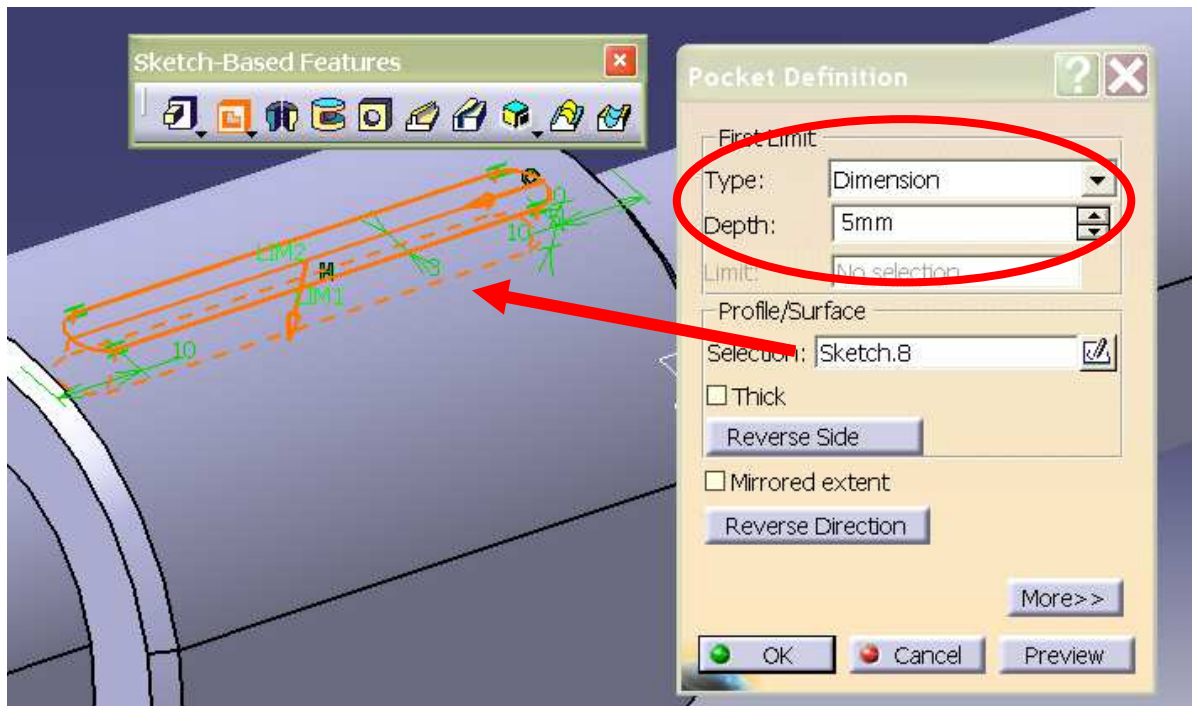 Sketch-Based Features
Pocket Definition
First Limit
Type: Dimension
Depth: 5mm
Limit: No selection
Profile/Surface
Selection: Sketch.8
Thick
Reverse Side
Mirrored extent
Reverse Direction
More>>
OK Cancel Preview
LIM2
H
LIM1
3
10
10